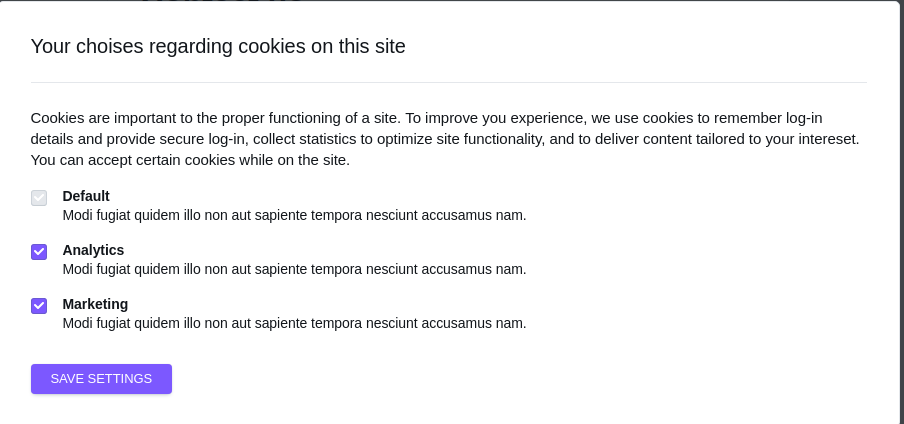 Your choises regarding cookies on this site
Cookies are important to the proper functioning of a site. To improve you experience, we use cookies to remember log-in
details and provide secure log-in, collect statistics to optimize site functionality, and to deliver content tailored to your intereset.
You can accept certain cookies while on the site.
Default
Modi fugiat quidem illo non aut sapiente tempora nesciunt accusamus nam.
Analytics
Modi fugiat quidem illo non aut sapiente tempora nesciunt accusamus nam.
Marketing
Modi fugiat quidem illo non aut sapiente tempora nesciunt accusamus nam.
SAVE SETTINGS